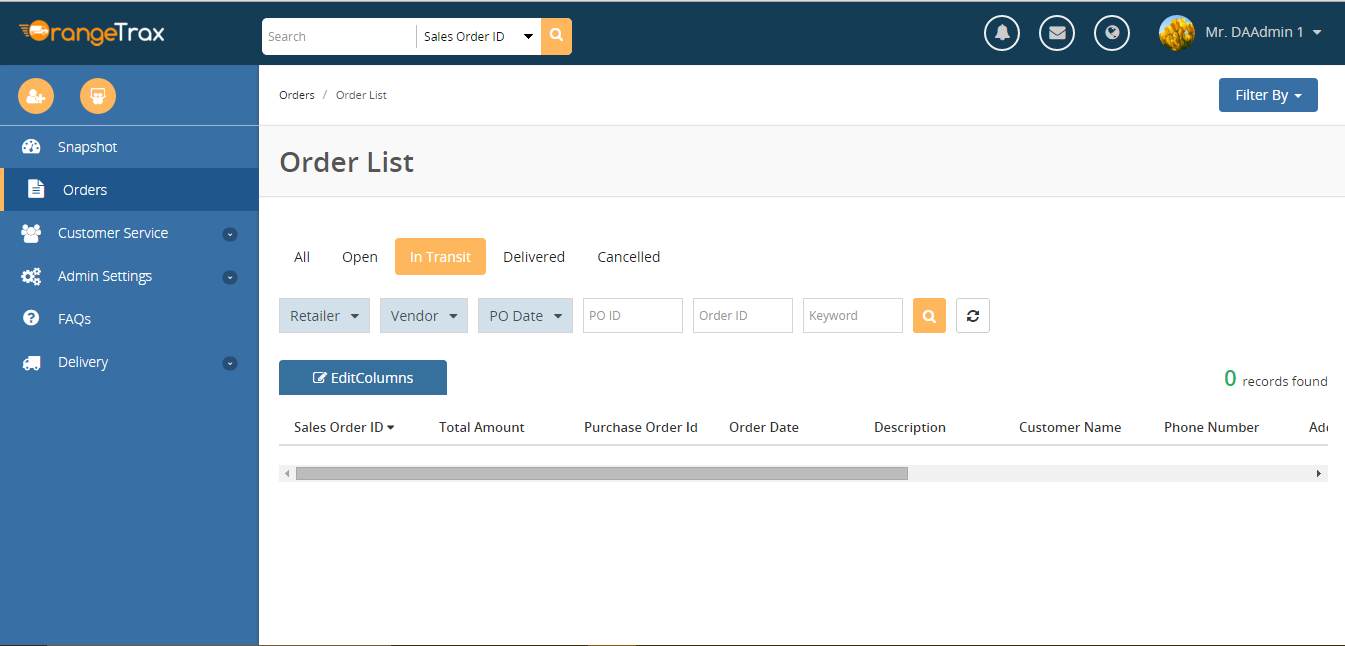 OrangeTrax
Search
Sales Order ID
Mr. DAAdmin 1
Orders / Order List
Filter By
Snapshot
Orders
Customer Service
Admin Settings
FAQs
Delivery
Order List
All Open In Transit Delivered Cancelled
Retailer Vendor PO Date PO ID Order ID Keyword
EditColumns
0 records found
Sales Order ID Total Amount Purchase Order Id Order Date Description Customer Name Phone Number